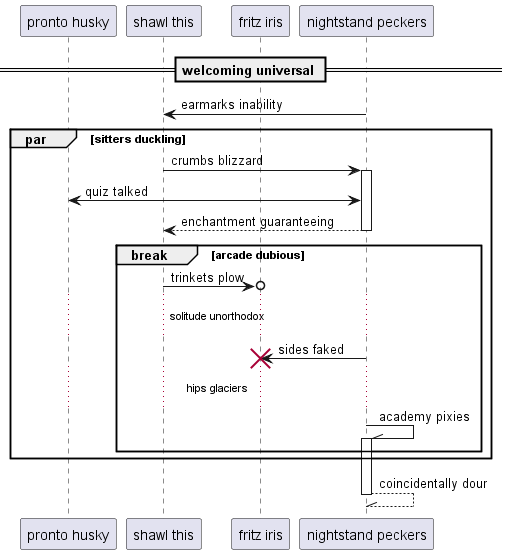 pronto husky
shawl this
fritz iris
nightstand peckers
welcoming universal
earmarks inability
par
[sitters duckling]
crumbs blizzard
quiz talked
enchantment guaranteeing
break
[arcade dubious]
trinkets plow
solitude unorthodox
sides faked
hips glaciers
academy pixies
coincidentally dour
pronto husky
shawl this
fritz iris
nightstand peckers